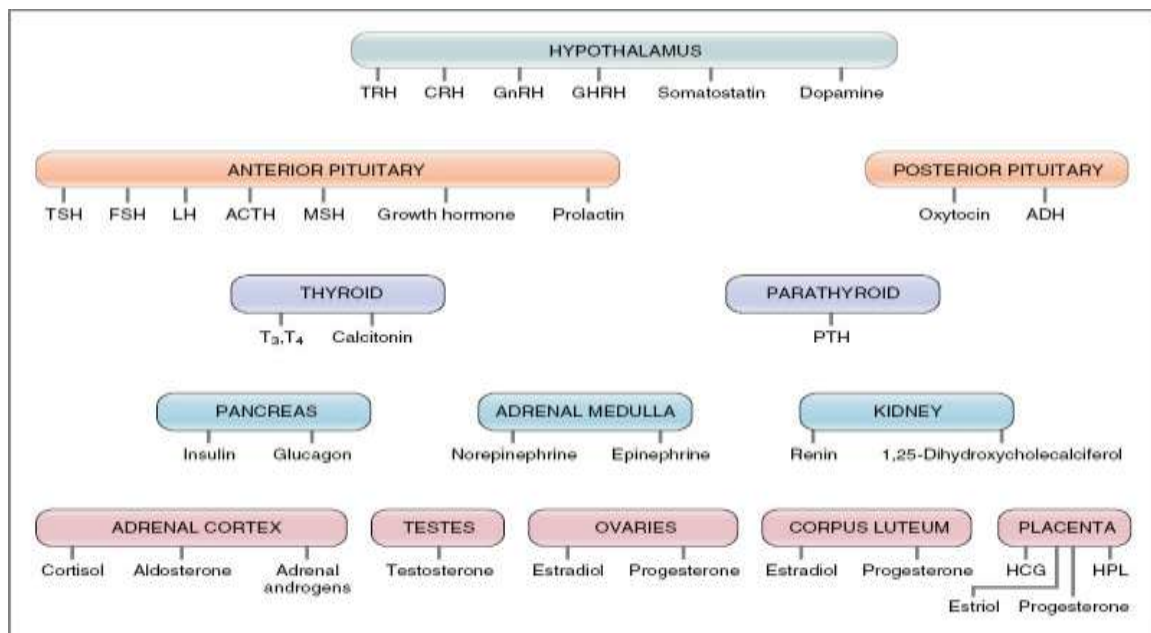 HYPOTHALAMUS
TRH CRH GnRH GHRH Somatostatin Dopamine
ANTERIOR PITUITARY POSTERIOR PITUITARY
TSH FSH LH ACTH MSH Growth hormone Prolactin Oxytocin ADH
THYROID PARATHYROID
T₃,T₄ Calcitonin PTH
PANCREAS ADRENAL MEDULLA KIDNEY
Insulin Glucagon Norepinephrine Epinephrine Renin 1,25-Dihydroxycholecalciferol
ADRENAL CORTEX TESTES OVARIES CORPUS LUTEUM PLACENTA
Cortisol Aldosterone Adrenal androgens Testosterone Estradiol Progesterone Estradiol Progesterone HCG HPL
Estriol Progesterone